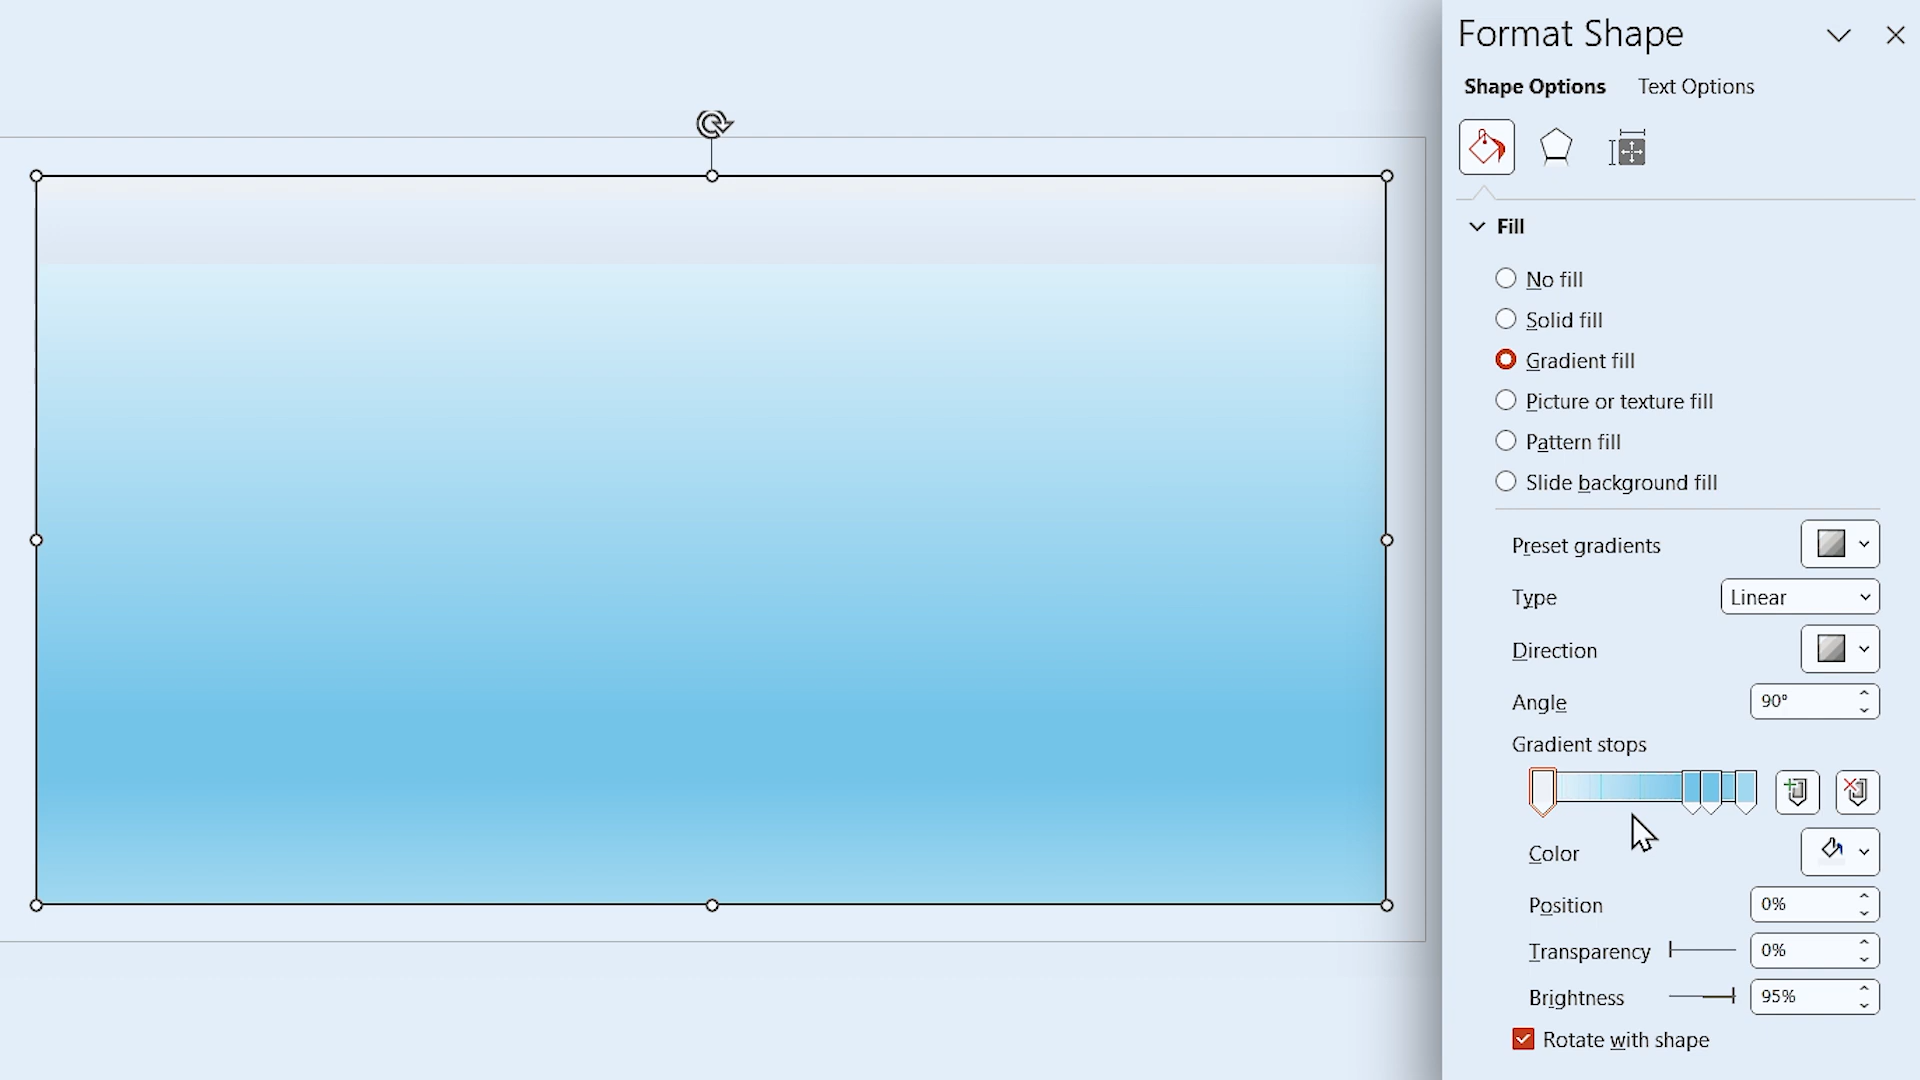 Format Shape
Shape Options Text Options
Fill
No fill
Solid fill
Gradient fill
Picture or texture fill
Pattern fill
Slide background fill
Preset gradients
Type Linear
Direction
Angle 90°
Gradient stops
Color
Position 0%
Transparency 0%
Brightness 95%
Rotate with shape